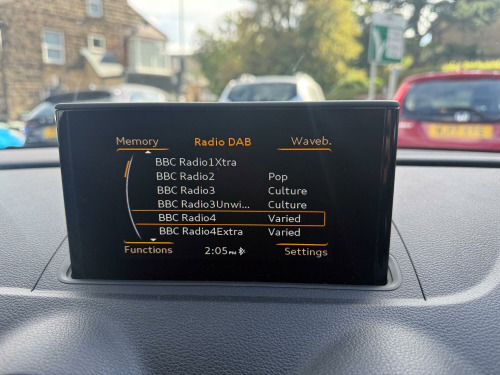 Memory Radio DAB Waveb.
BBC Radio1Xtra
BBC Radio2 Pop
BBC Radio3 Culture
BBC Radio3Unwi... Culture
BBC Radio4 Varied
BBC Radio4Extra Varied
Functions 2:05PM Settings